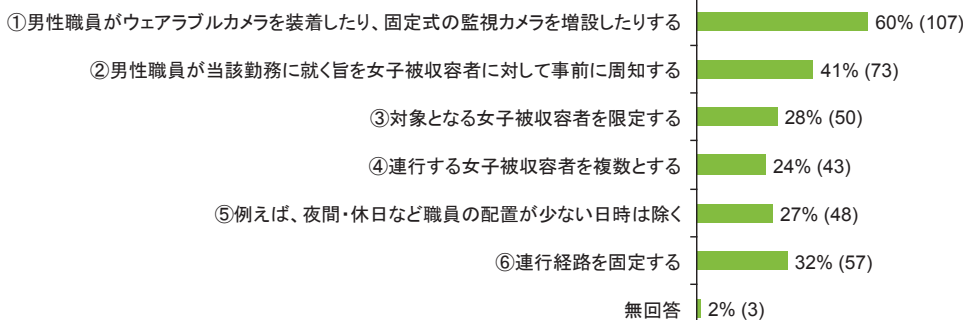 ①男性職員がウェアラブルカメラを装着したり、固定式の監視カメラを増設したりする 60% (107)
②男性職員が当該勤務に就く旨を女子被収容者に対して事前に周知する 41% (73)
③対象となる女子被収容者を限定する 28% (50)
④連行する女子被収容者を複数とする 24% (43)
⑤例えば、夜間・休日など職員の配置が少ない日時は除く 27% (48)
⑥連行経路を固定する 32% (57)
無回答 2% (3)